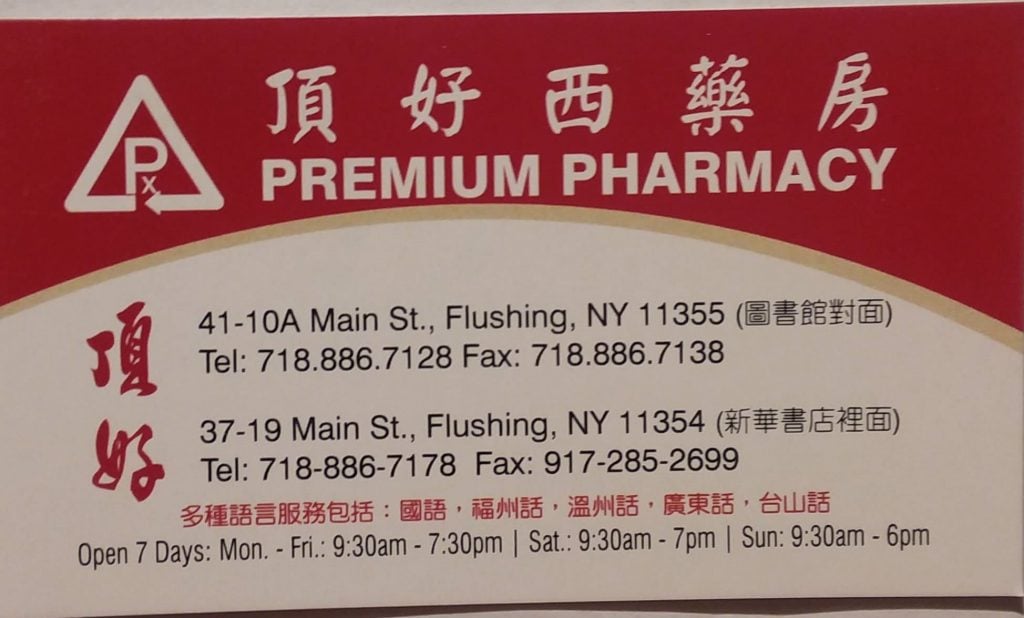 頂好西藥房
Px
PREMIUM PHARMACY
頂好
41-10A Main St., Flushing, NY 11355 (圖書館對面)
Tel: 718.886.7128 Fax: 718.886.7138
37-19 Main St., Flushing, NY 11354 (新華書店裡面)
Tel: 718-886-7178 Fax: 917-285-2699
多種語言服務包括：國語，福州話，溫州話，廣東話，台山話
Open 7 Days: Mon. - Fri.: 9:30am - 7:30pm | Sat.: 9:30am - 7pm | Sun: 9:30am - 6pm